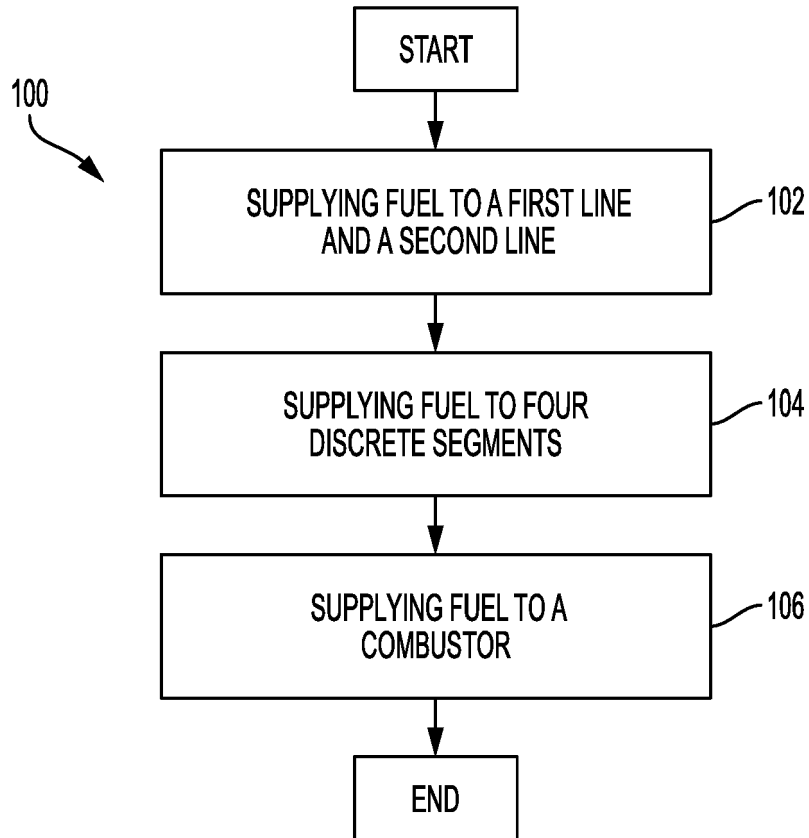 START
100
SUPPLYING FUEL TO A FIRST LINE
AND A SECOND LINE
102
SUPPLYING FUEL TO FOUR
DISCRETE SEGMENTS
104
SUPPLYING FUEL TO A
COMBUSTOR
106
END